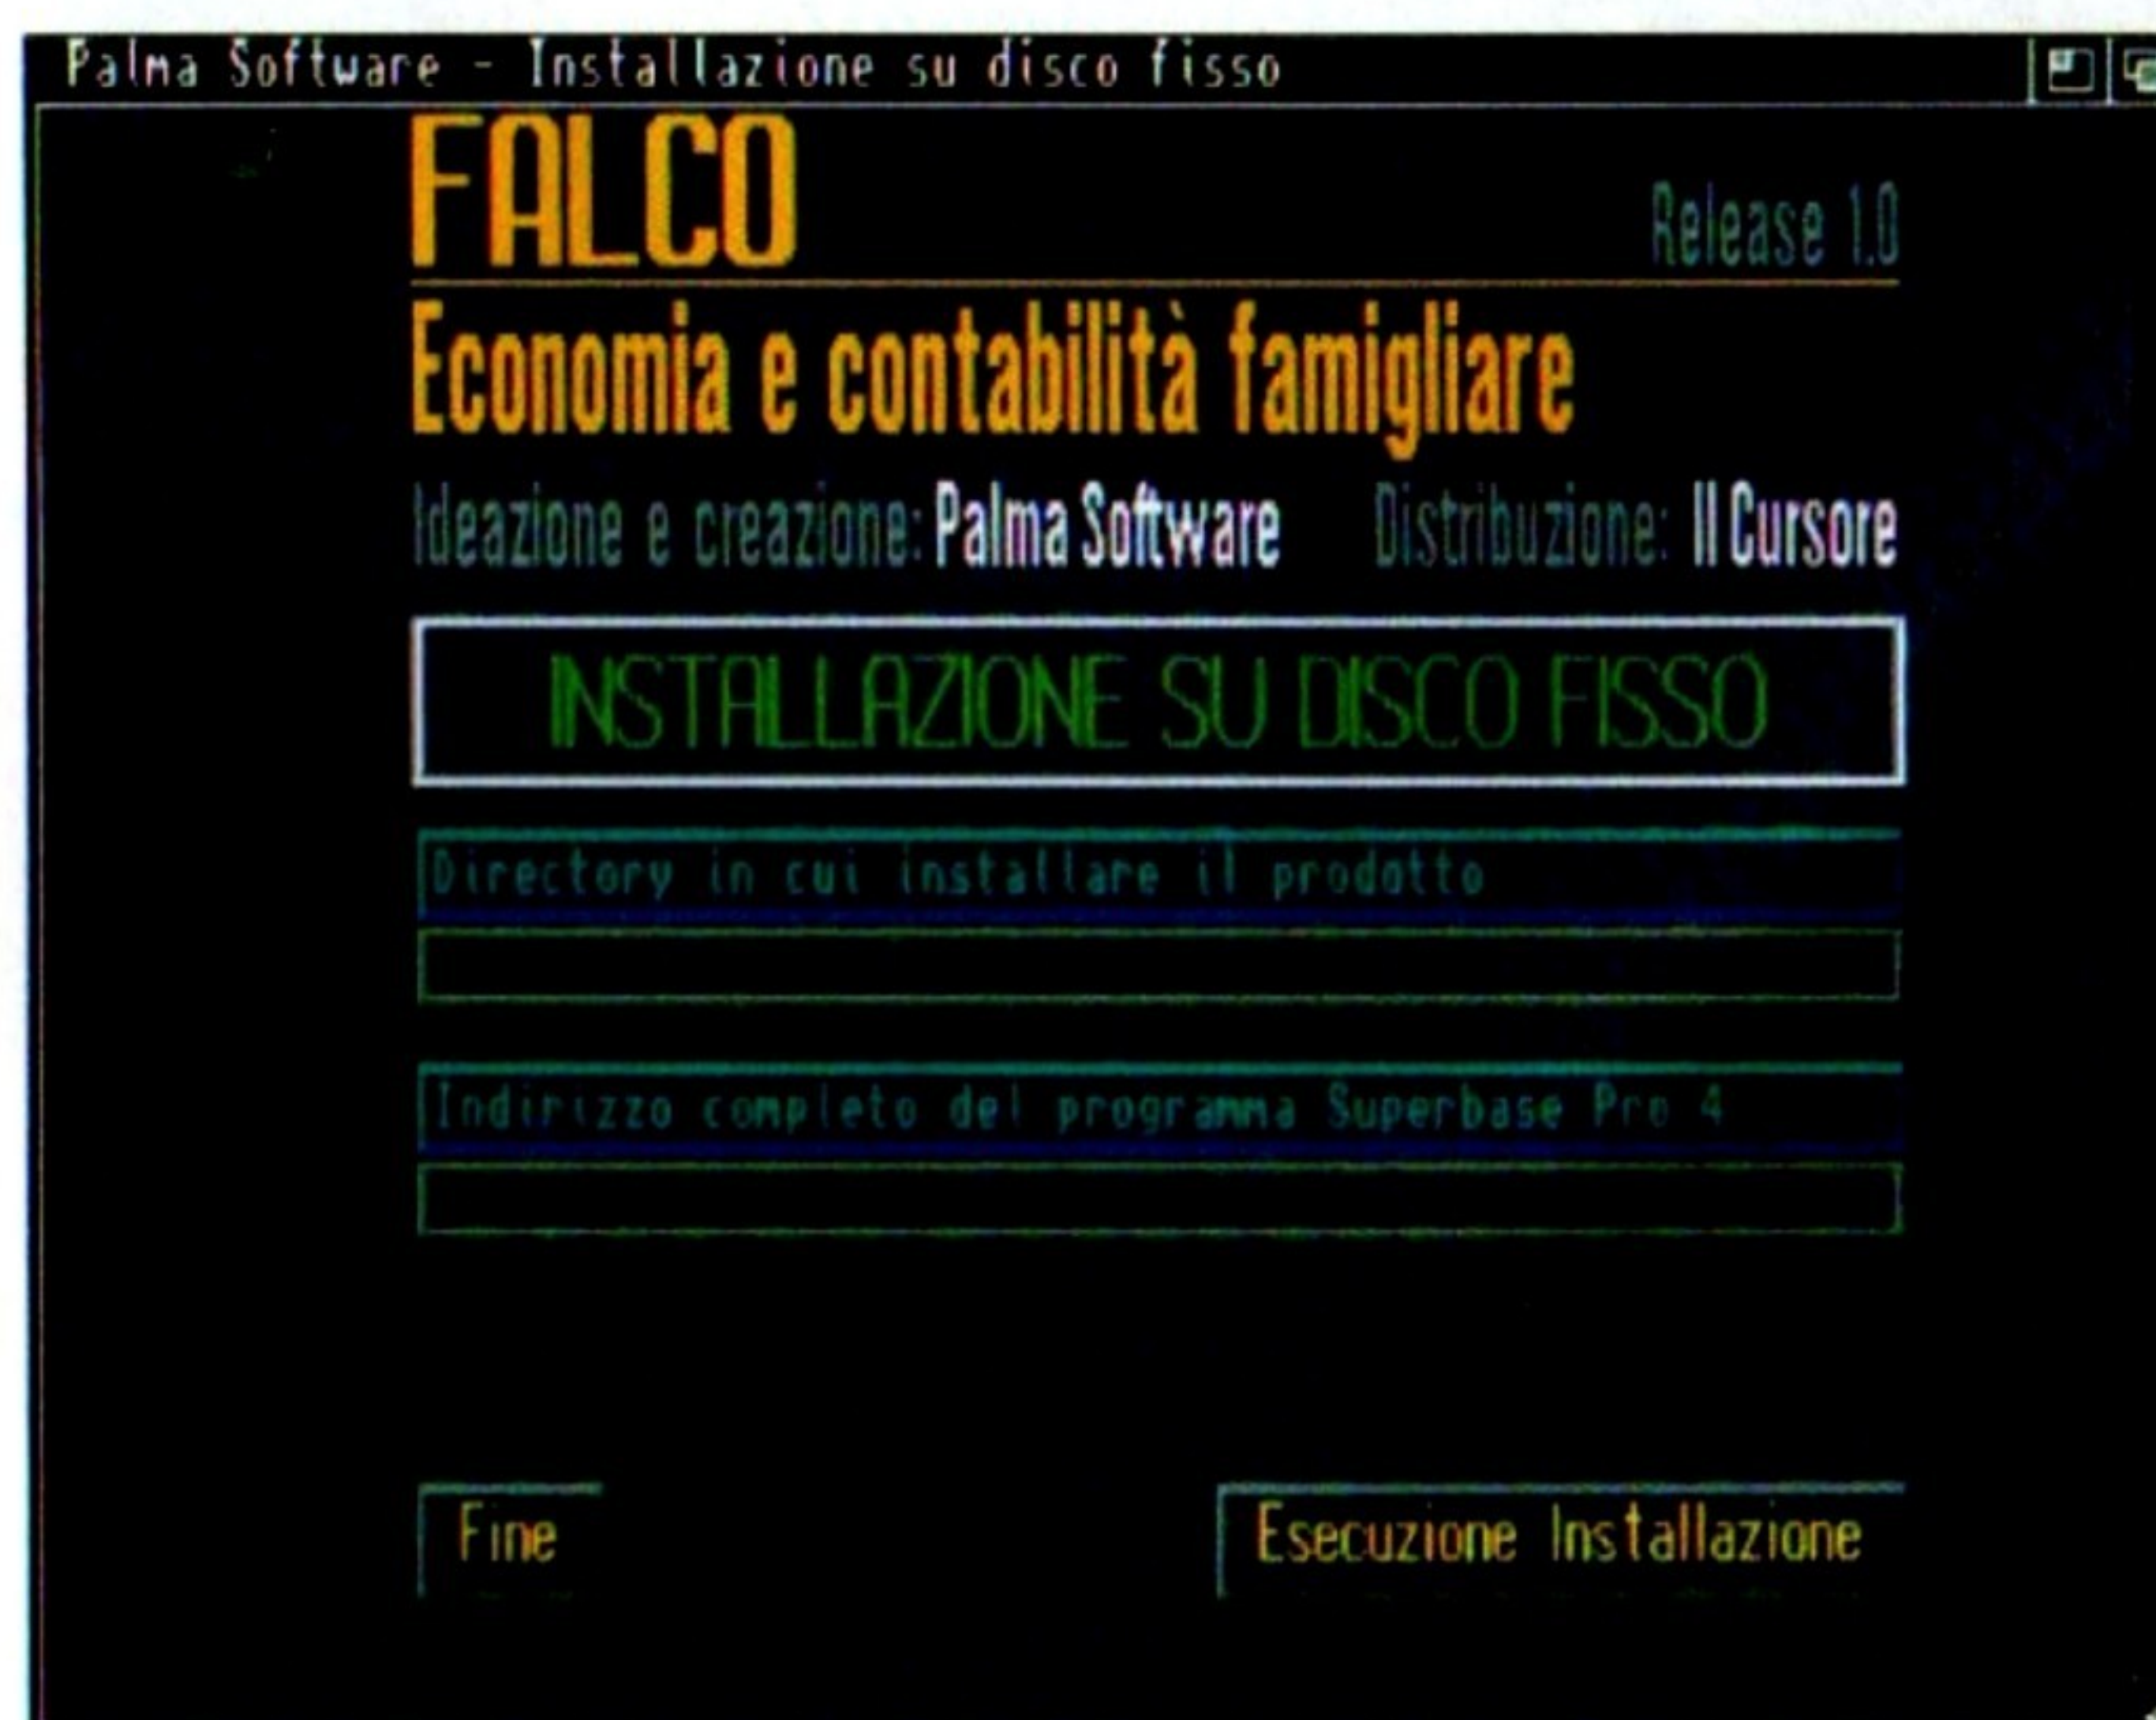 Palma Software - Installazione su disco fisso
FALCO
Release 1.0
Economia e contabilità famigliare
Ideazione e creazione: Palma Software Distribuzione: Il Cursore
INSTALLAZIONE SU DISCO FISSO
Directory in cui installare il prodotto
Indirizzo completo del programma Superbase Pro 4
Fine
Esecuzione Installazione